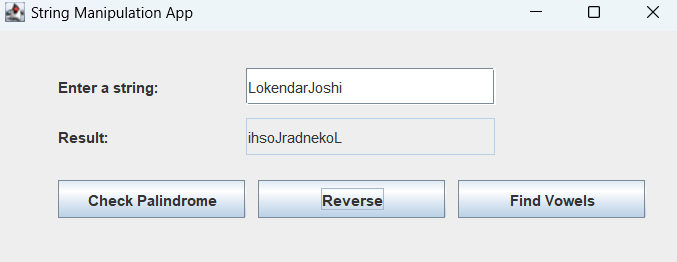 String Manipulation App
Enter a string: LokendarJoshi
Result: ihsoJradnekoL
Check Palindrome Reverse Find Vowels